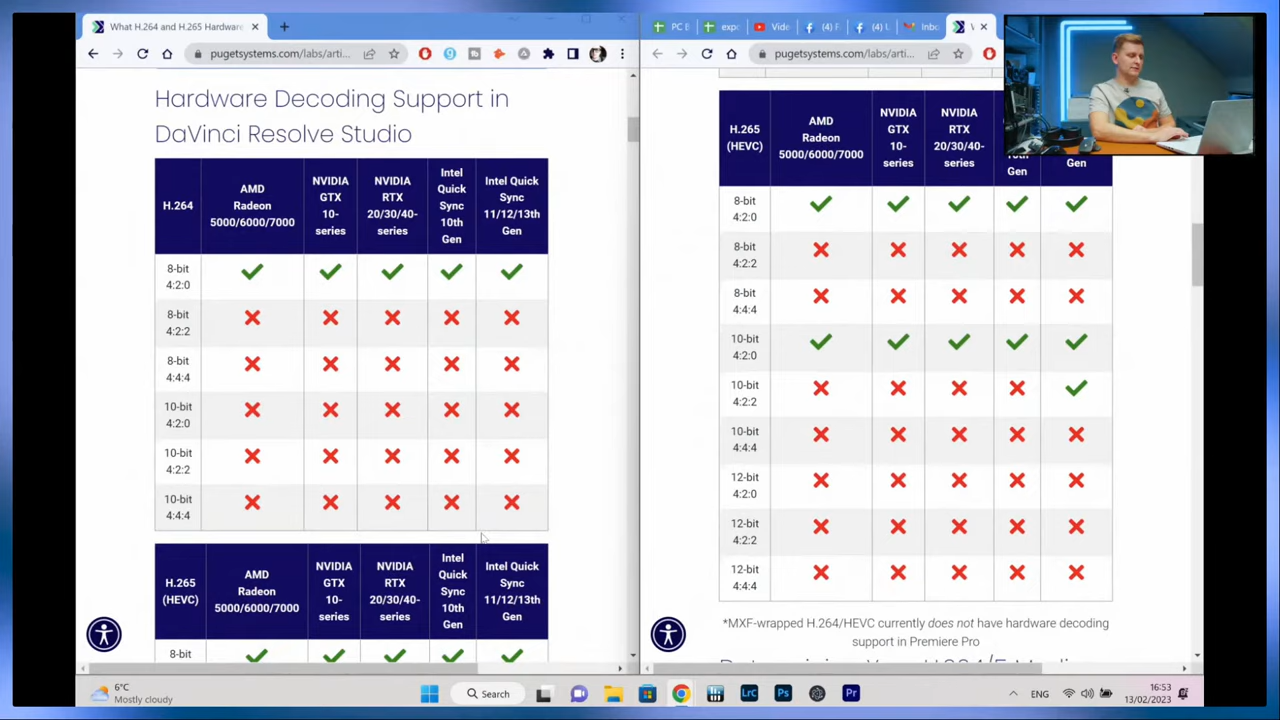 What H.264 and H.265 Hardware
pugetsystems.com/labs/arti...
Hardware Decoding Support in
DaVinci Resolve Studio
H.264
AMD
Radeon
5000/6000/7000
NVIDIA
GTX
10-
series
NVIDIA
RTX
20/30/40-
series
Intel
Quick
Sync
10th
Gen
Intel Quick
Sync
11/12/13th
Gen
8-bit
4:2:0
8-bit
4:2:2
8-bit
4:4:4
10-bit
4:2:0
10-bit
4:2:2
10-bit
4:4:4
H.265
(HEVC)
AMD
Radeon
5000/6000/7000
NVIDIA
GTX
10-
series
NVIDIA
RTX
20/30/40-
series
Intel
Quick
Sync
10th
Gen
Intel Quick
Sync
11/12/13th
Gen
8-bit
PC B
expo
Vide
(4) F
(4) (
Inbo
pugetsystems.com/labs/arti...
H.265
(HEVC)
AMD
Radeon
5000/6000/7000
NVIDIA
GTX
10-
series
NVIDIA
RTX
20/30/40-
series
Gen
Gen
8-bit
4:2:0
8-bit
4:2:2
8-bit
4:4:4
10-bit
4:2:0
10-bit
4:2:2
10-bit
4:4:4
12-bit
4:2:0
12-bit
4:2:2
12-bit
4:4:4
*MXF-wrapped H.264/HEVC currently does not have hardware decoding
support in Premiere Pro
6°C
Mostly cloudy
Search
LrC
Ps
Pr
ENG
16:53
13/02/2023